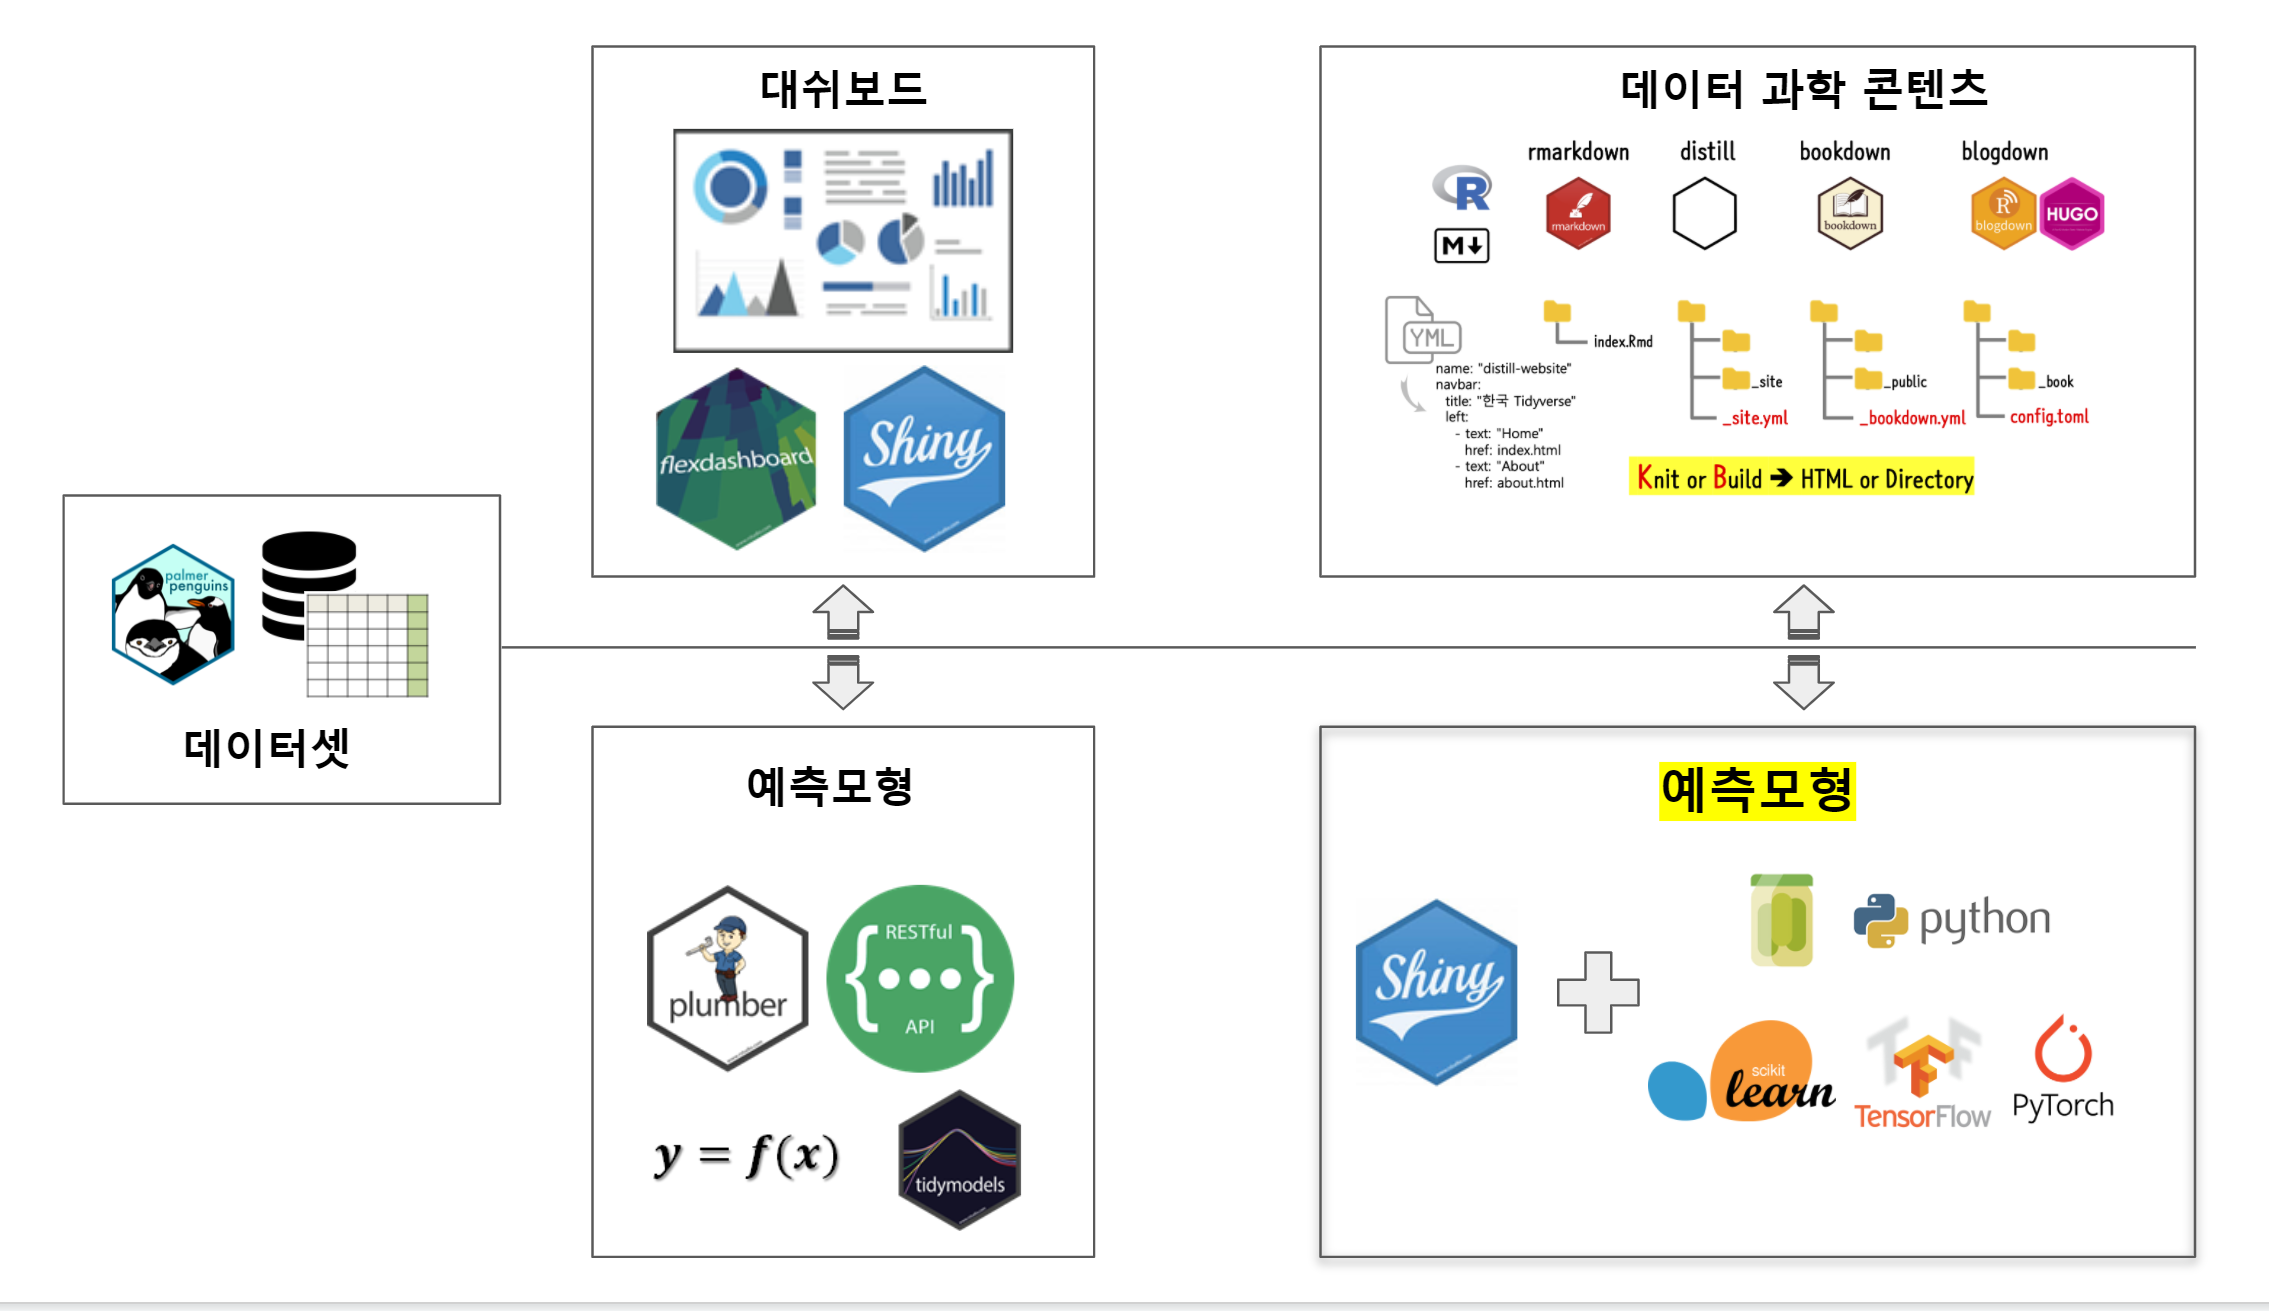 대쉬보드
flexdashboard
Shiny
데이터 과학 콘텐츠
rmarkdown distill bookdown blogdown
R
rmarkdown
bookdown
R
blogdown
HUGO
M
YML
name: "distill-website"
navbar:
title: "한국 Tidyverse"
left:
- text: "Home"
href: index.html
- text: "About"
href: about.html
index.Rmd
_site
_site.yml
_public
_bookdown.yml
_book
config.toml
Knit or Build ➔ HTML or Directory
palmer
penguins
데이터셋
예측모형
plumber
RESTful
{•••}
API
y = f(x)
tidymodels
예측모형
Shiny
python
scikit
learn
TensorFlow
PyTorch